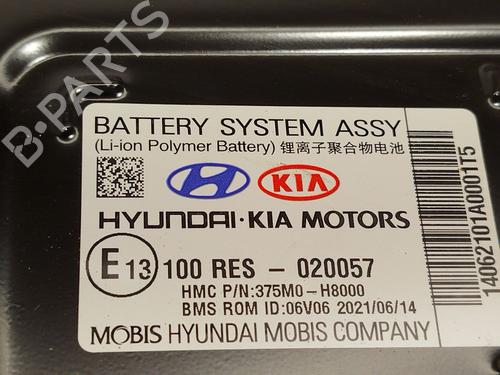 B-PARTS
BATTERY SYSTEM ASSY
(Li-ion Polymer Battery) 锂离子聚合物电池
KIA
HYUNDAI·KIA MOTORS
E13 100 RES - 020057
HMC P/N:375M0-H8000
BMS ROM ID:06V06 2021/06/14
MOBIS HYUNDAI MOBIS COMPANY
14062101A0001T5